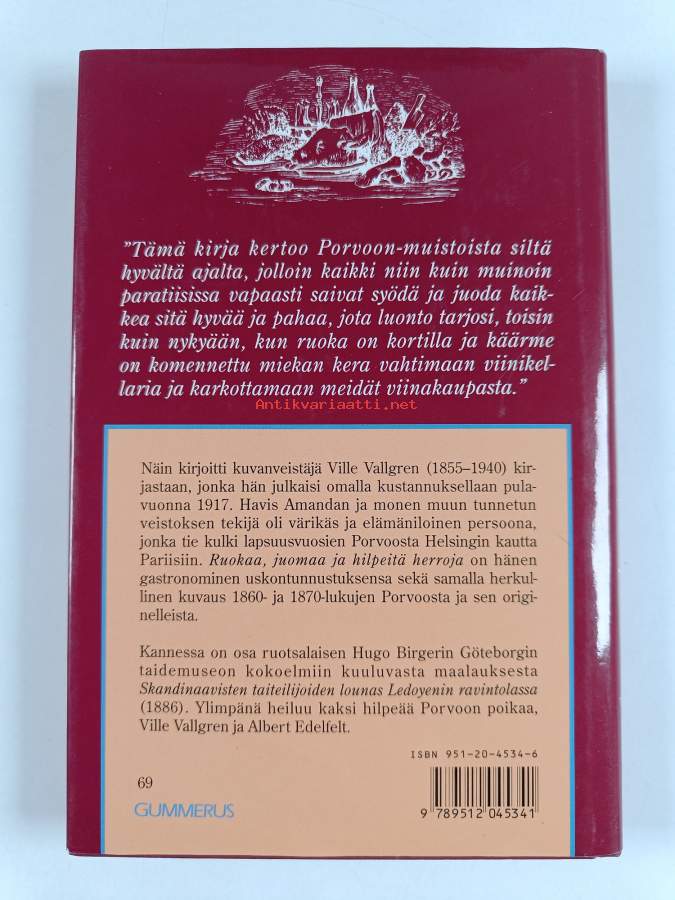 ”Tämä kirja kertoo Porvoon-muistoista siltä
hyvältä ajalta, jolloin kaikki niin kuin muinoin
paratiisissa vapaasti saivat syödä ja juoda kaik-
kea sitä hyvää ja pahaa, jota luonto tarjosi, toisin
kuin nykyään, kun ruoka on kortilla ja käärme
on komennettu miekan kera vahtimaan viinikel-
laria ja karkottamaan meidät viinakaupasta.”
Antikvariaatti.net
Näin kirjoitti kuvanveistäjä Ville Vallgren (1855–1940) kir-
jastaan, jonka hän julkaisi omalla kustannuksellaan pula-
vuonna 1917. Havis Amandan ja monen muun tunnetun
veistoksen tekijä oli värikäs ja elämäniloinen persoona,
jonka tie kulki lapsuusvuosien Porvoosta Helsingin kautta
Pariisiin. Ruokaa, juomaa ja hilpeitä herroja on hänen
gastronominen uskontunnustuksensa sekä samalla herkul-
linen kuvaus 1860- ja 1870-lukujen Porvoosta ja sen origi-
nelleista.
Kannessa on osa ruotsalaisen Hugo Birgerin Göteborgin
taidemuseon kokoelmiin kuuluvasta maalauksesta
Skandinaavisten taiteilijoiden lounas Ledoyenin ravintolassa
(1886). Ylimpänä heiluu kaksi hilpeää Porvoon poikaa,
Ville Vallgren ja Albert Edelfelt.
ISBN 951-20-4534-6
69
GUMMERUS
9 789512 045341